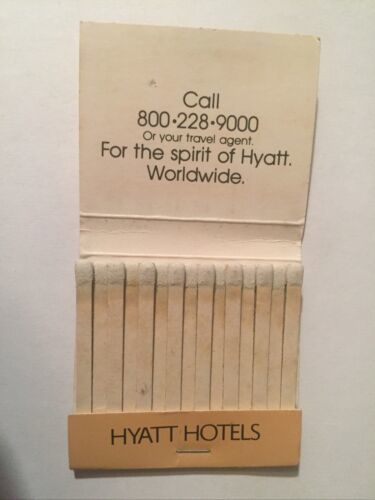 Call
800•228•9000
Or your travel agent.
For the spirit of Hyatt.
Worldwide.
HYATT HOTELS